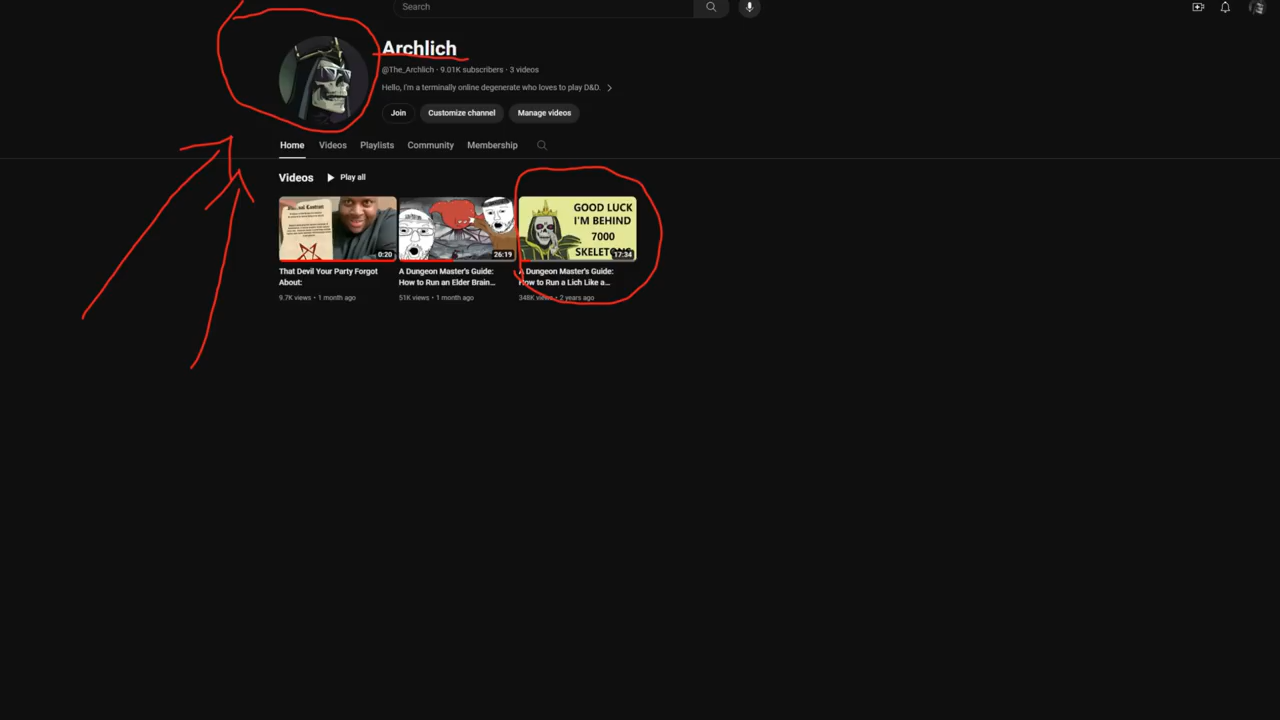 Search
Archlich
@The_Archlich · 9.01K subscribers · 3 videos
Hello, I'm a terminally online degenerate who loves to play D&D.
Join Customize channel Manage videos
Home Videos Playlists Community Membership
Videos Play all
GOOD LUCK
I'M BEHIND
7000
SKELETONS
0:20
26:19
17:34
That Devil Your Party Forgot
About:
9.7K views • 1 month ago
A Dungeon Master's Guide:
How to Run an Elder Brain...
51K views • 1 month ago
A Dungeon Master's Guide:
How to Run a Lich Like a...
348K views • 2 years ago